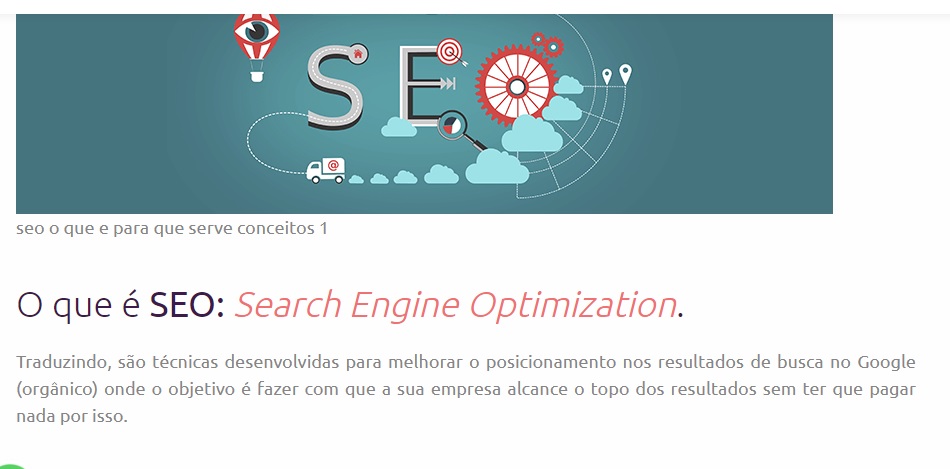 SEO
@
seo o que e para que serve conceitos 1
O que é SEO: Search Engine Optimization.
Traduzindo, são técnicas desenvolvidas para melhorar o posicionamento nos resultados de busca no Google
(orgânico) onde o objetivo é fazer com que a sua empresa alcance o topo dos resultados sem ter que pagar
nada por isso.